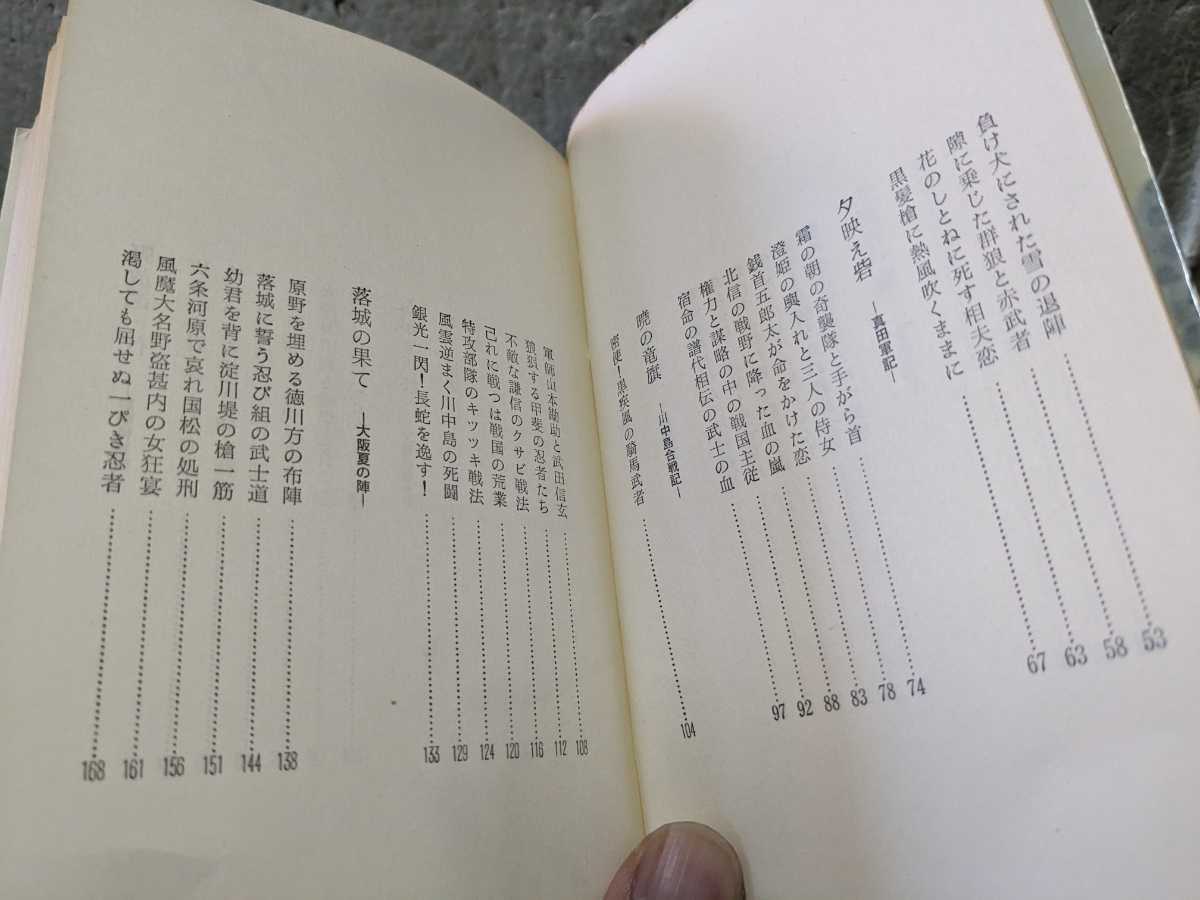 負け犬にされた雪の退陣……53
隙に乗じた群狼と赤武者……58
花のしとねに死す相夫恋……63
黒髪槍に熱風吹くままに……67
夕映え砦 ―真田軍記―
霜の朝の奇襲隊と手がら首……74
澄姫の輿入れと三人の侍女……78
銭首五郎太が命をかけた恋……83
北信の戦野に降った血の嵐……88
権力と謀略の中の戦国主従……92
宿命の譜代相伝の武士の血……97
暁の竜旗 ―川中島合戦記―
密使!黒疾風の騎馬武者……104
軍師山本勘助と武田信玄……108
狼狽する甲斐の忍者たち……112
不敵な謙信のクサビ戦法……116
己れに戦つは戦国の荒業……120
特攻部隊のキツツキ戦法……124
風雲逆まく川中島の死闘……129
銀光一閃!長蛇を逸す!……133
落城の果て ―大阪夏の陣―
原野を埋める徳川方の布陣……138
落城に誓う忍び組の武士道……144
幼君を背に淀川堤の槍一筋……151
六条河原で哀れ国松の処刑……156
風魔大名野盗甚内の女狂宴……161
渇しても屈せぬ一ぴき忍者……168